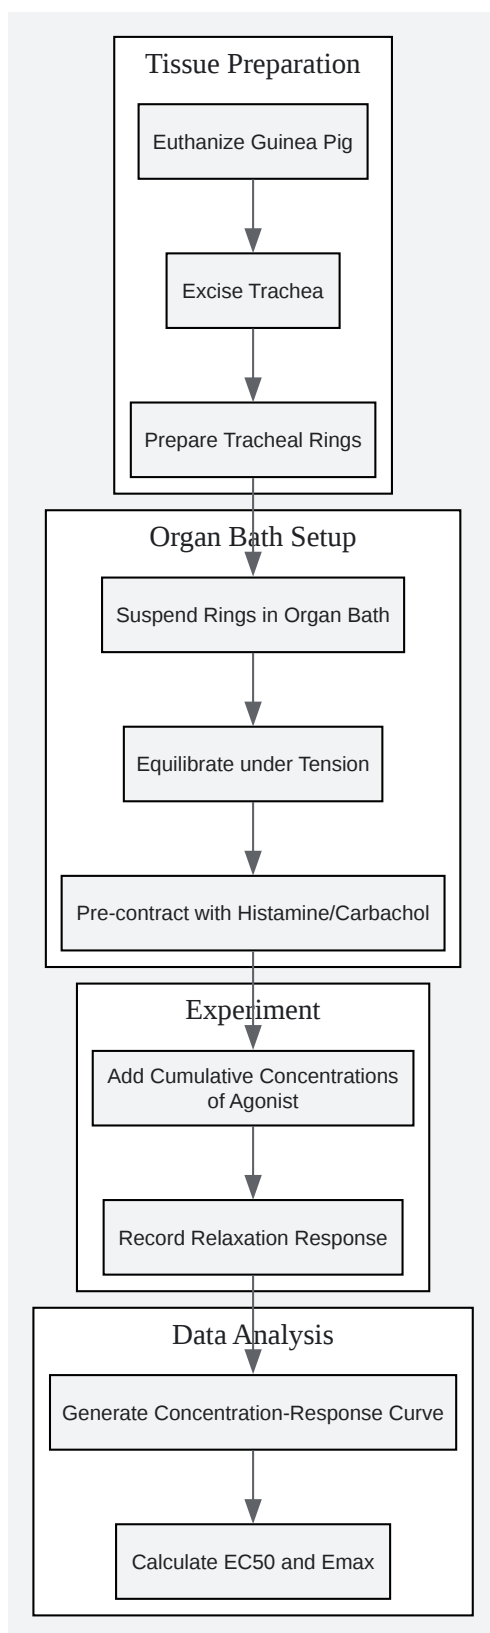 Tissue Preparation
Euthanize Guinea Pig
Excise Trachea
Prepare Tracheal Rings
Organ Bath Setup
Suspend Rings in Organ Bath
Equilibrate under Tension
Pre-contract with Histamine/Carbachol
Experiment
Add Cumulative Concentrations
of Agonist
Record Relaxation Response
Data Analysis
Generate Concentration-Response Curve
Calculate EC50 and Emax